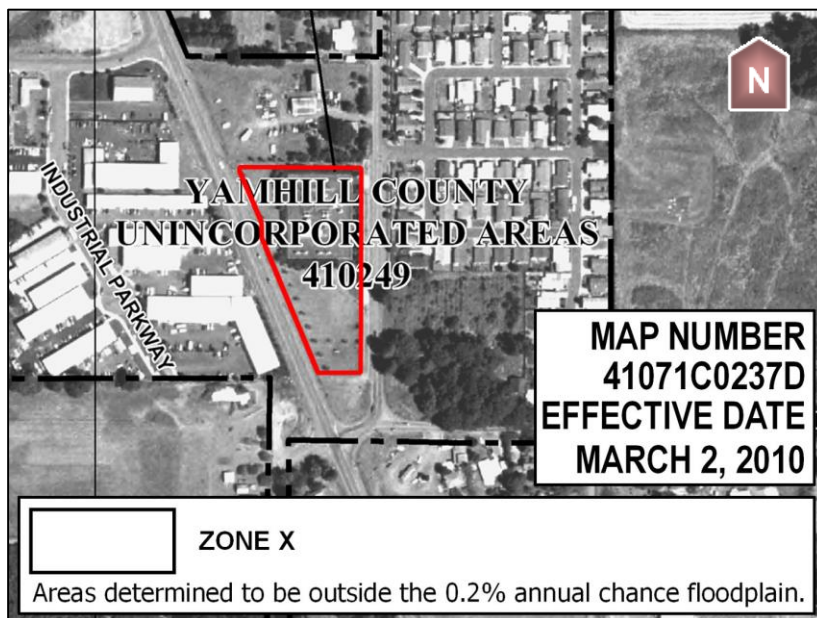 N
YAMHILL COUNTY
UNINCORPORATED AREAS
410249
INDUSTRIAL PARKWAY
MAP NUMBER
41071C0237D
EFFECTIVE DATE
MARCH 2, 2010
ZONE X
Areas determined to be outside the 0.2% annual chance floodplain.